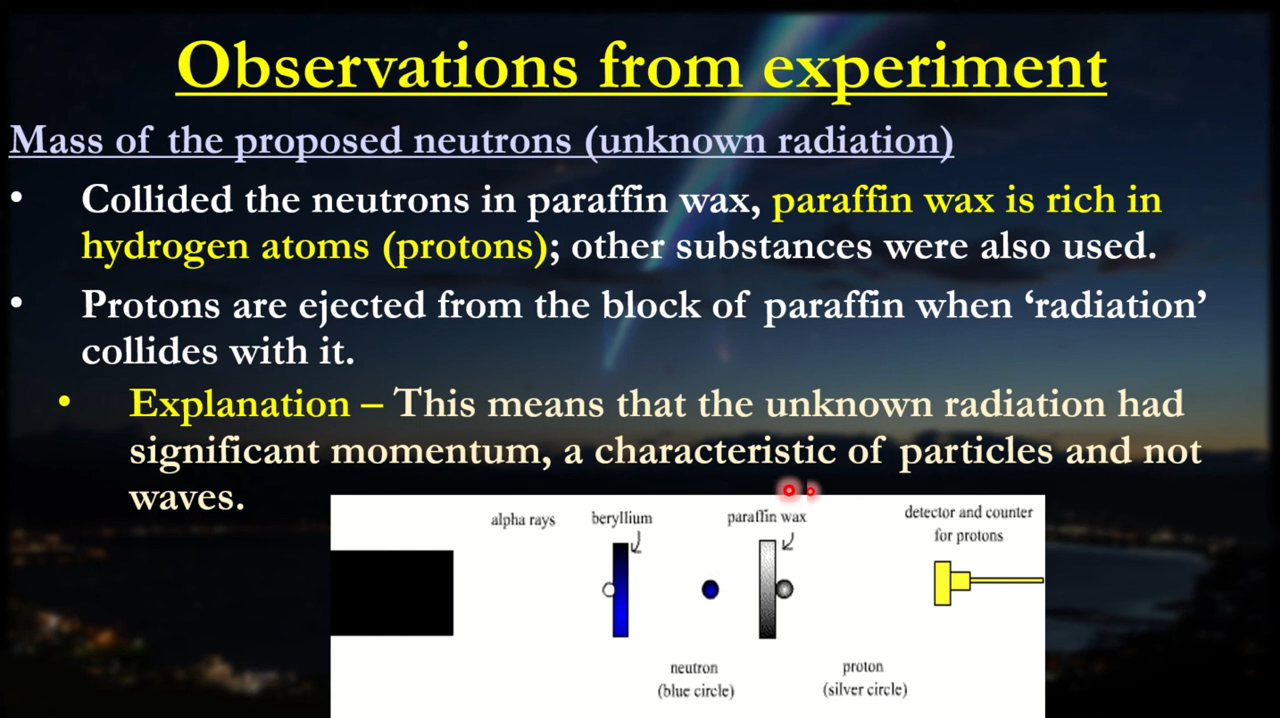 Observations from experiment
Mass of the proposed neutrons (unknown radiation)
• Collided the neutrons in paraffin wax, paraffin wax is rich in
hydrogen atoms (protons); other substances were also used.
• Protons are ejected from the block of paraffin when ‘radiation’
collides with it.
• Explanation – This means that the unknown radiation had
significant momentum, a characteristic of particles and not
waves.
alpha rays
beryllium
paraffin wax
detector and counter
for protons
neutron
(blue circle)
proton
(silver circle)